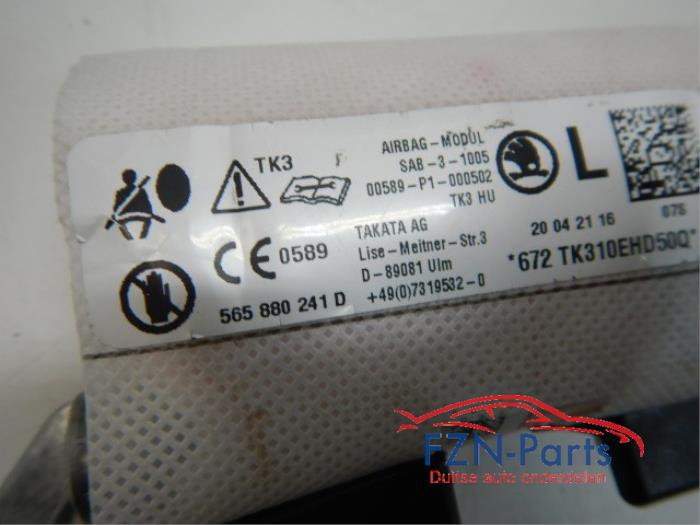 TK3
AIRBAG-MODUL
SAB-3-1005
00589-P1-000502
TK3 HU
L
076
CE 0589
TAKATA AG
Lise-Meitner-Str.3
D-89081 Ulm
+49(0)7319532-0
20 04 21 16
*672 TK310EHD50Q*
565 880 241 D
FZN-Parts
Duitse auto onderdelen